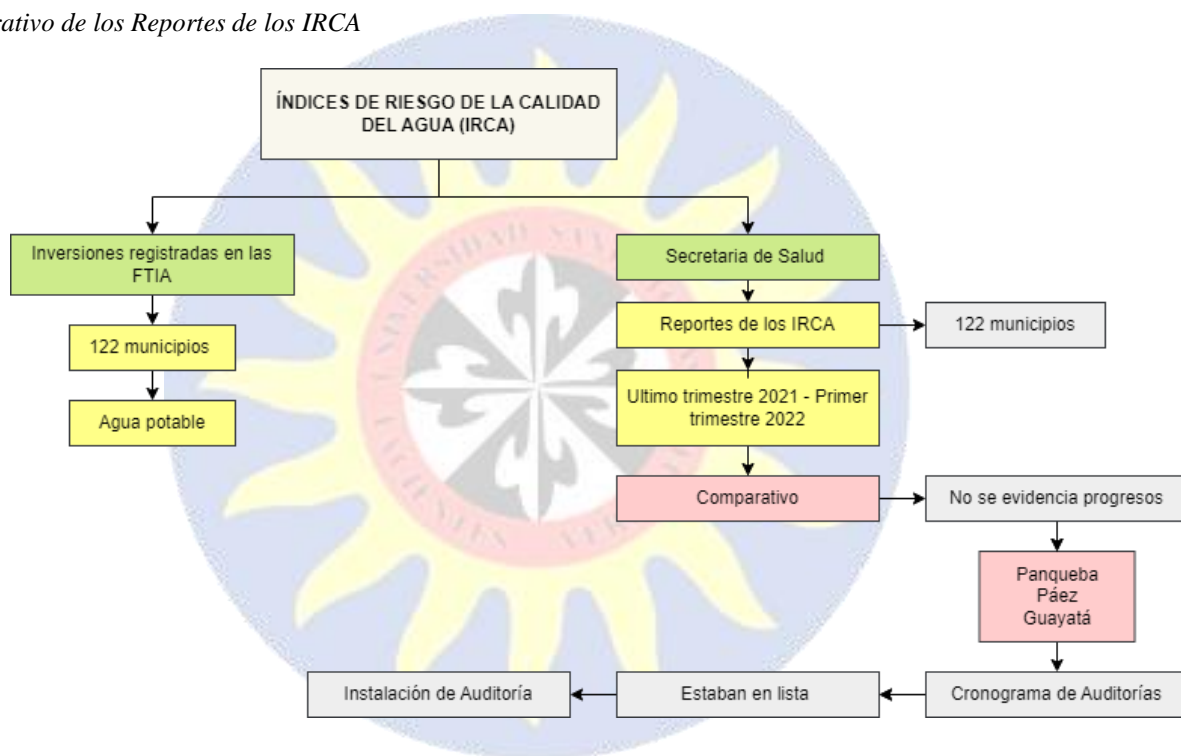 rativo de los Reportes de los IRCA
ÍNDICES DE RIESGO DE LA CALIDAD
DEL AGUA (IRCA)
Inversiones registradas en las
FTIA
122 municipios
Agua potable
Secretaria de Salud
Reportes de los IRCA
122 municipios
Ultimo trimestre 2021 - Primer
trimestre 2022
Comparativo
No se evidencia progresos
Panqueba
Páez
Guayatá
Cronograma de Auditorías
Estaban en lista
Instalación de Auditoría